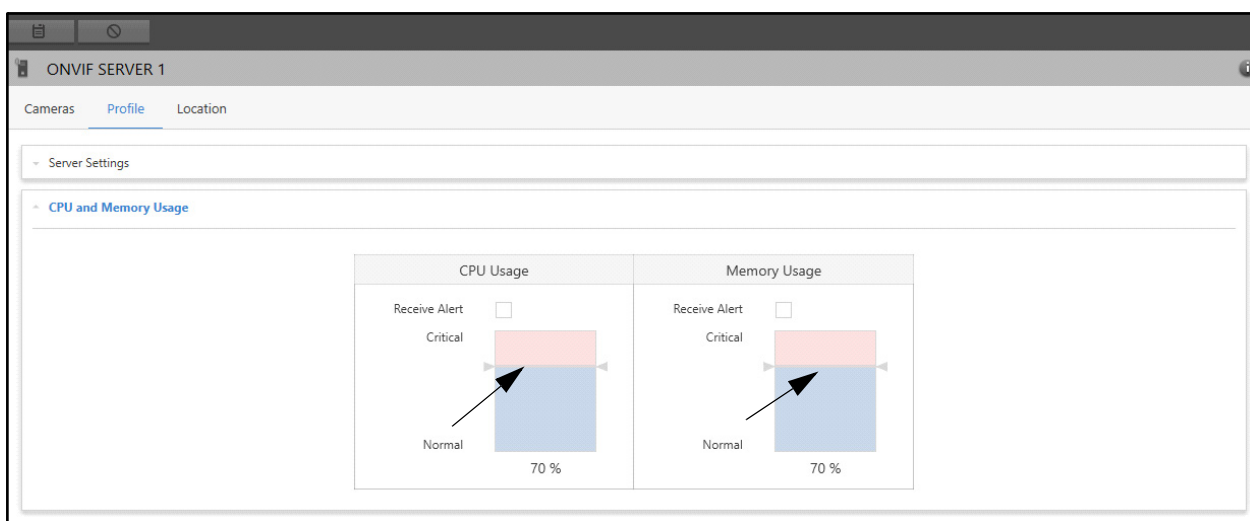 ONVIF SERVER 1
Cameras Profile Location
Server Settings
CPU and Memory Usage
CPU Usage Memory Usage
Receive Alert Receive Alert
Critical Critical
Normal Normal
70 % 70 %